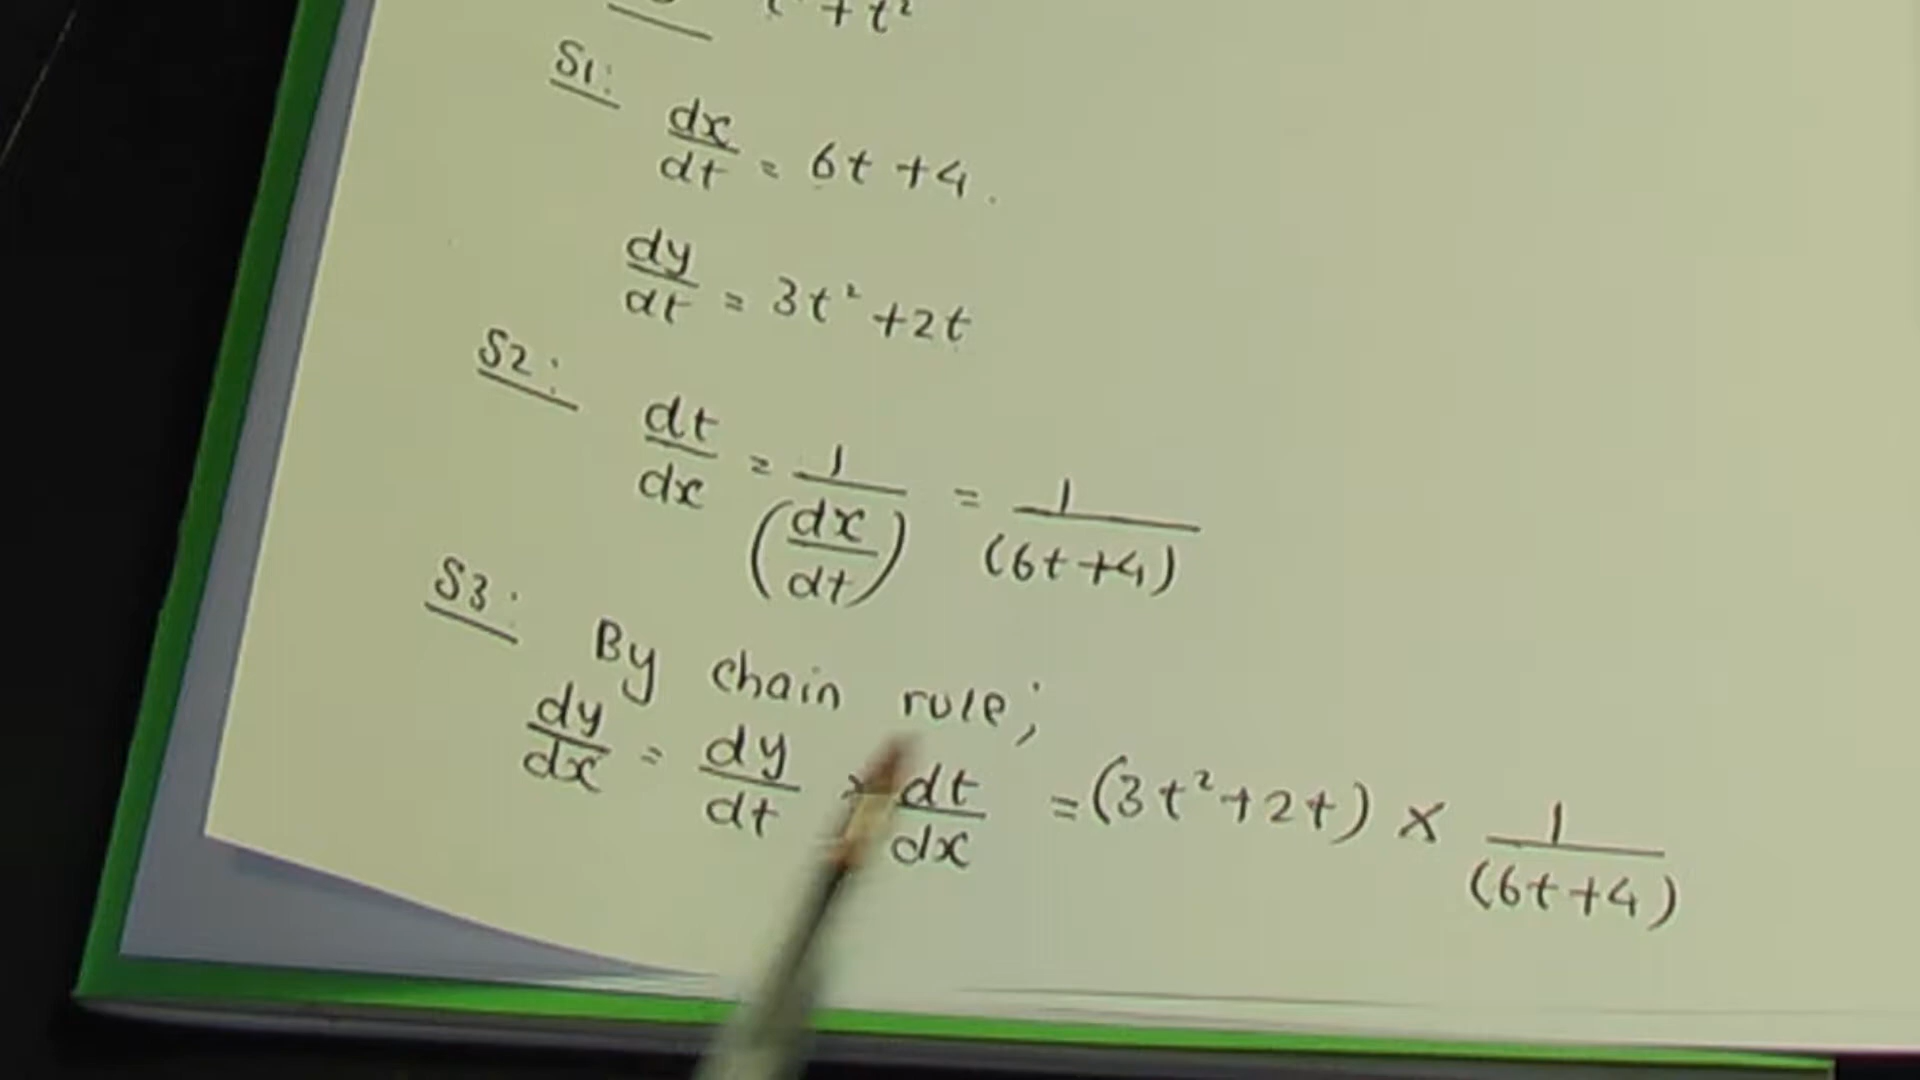 + t²
S1:
dx/dt = 6t + 4.
dy/dt = 3t² + 2t
S2:
dt/dx = 1/(dx/dt) = 1/(6t+4)
S3: By chain rule;
dy/dx = dy/dt × dt/dx = (3t²+2t) × 1/(6t+4)